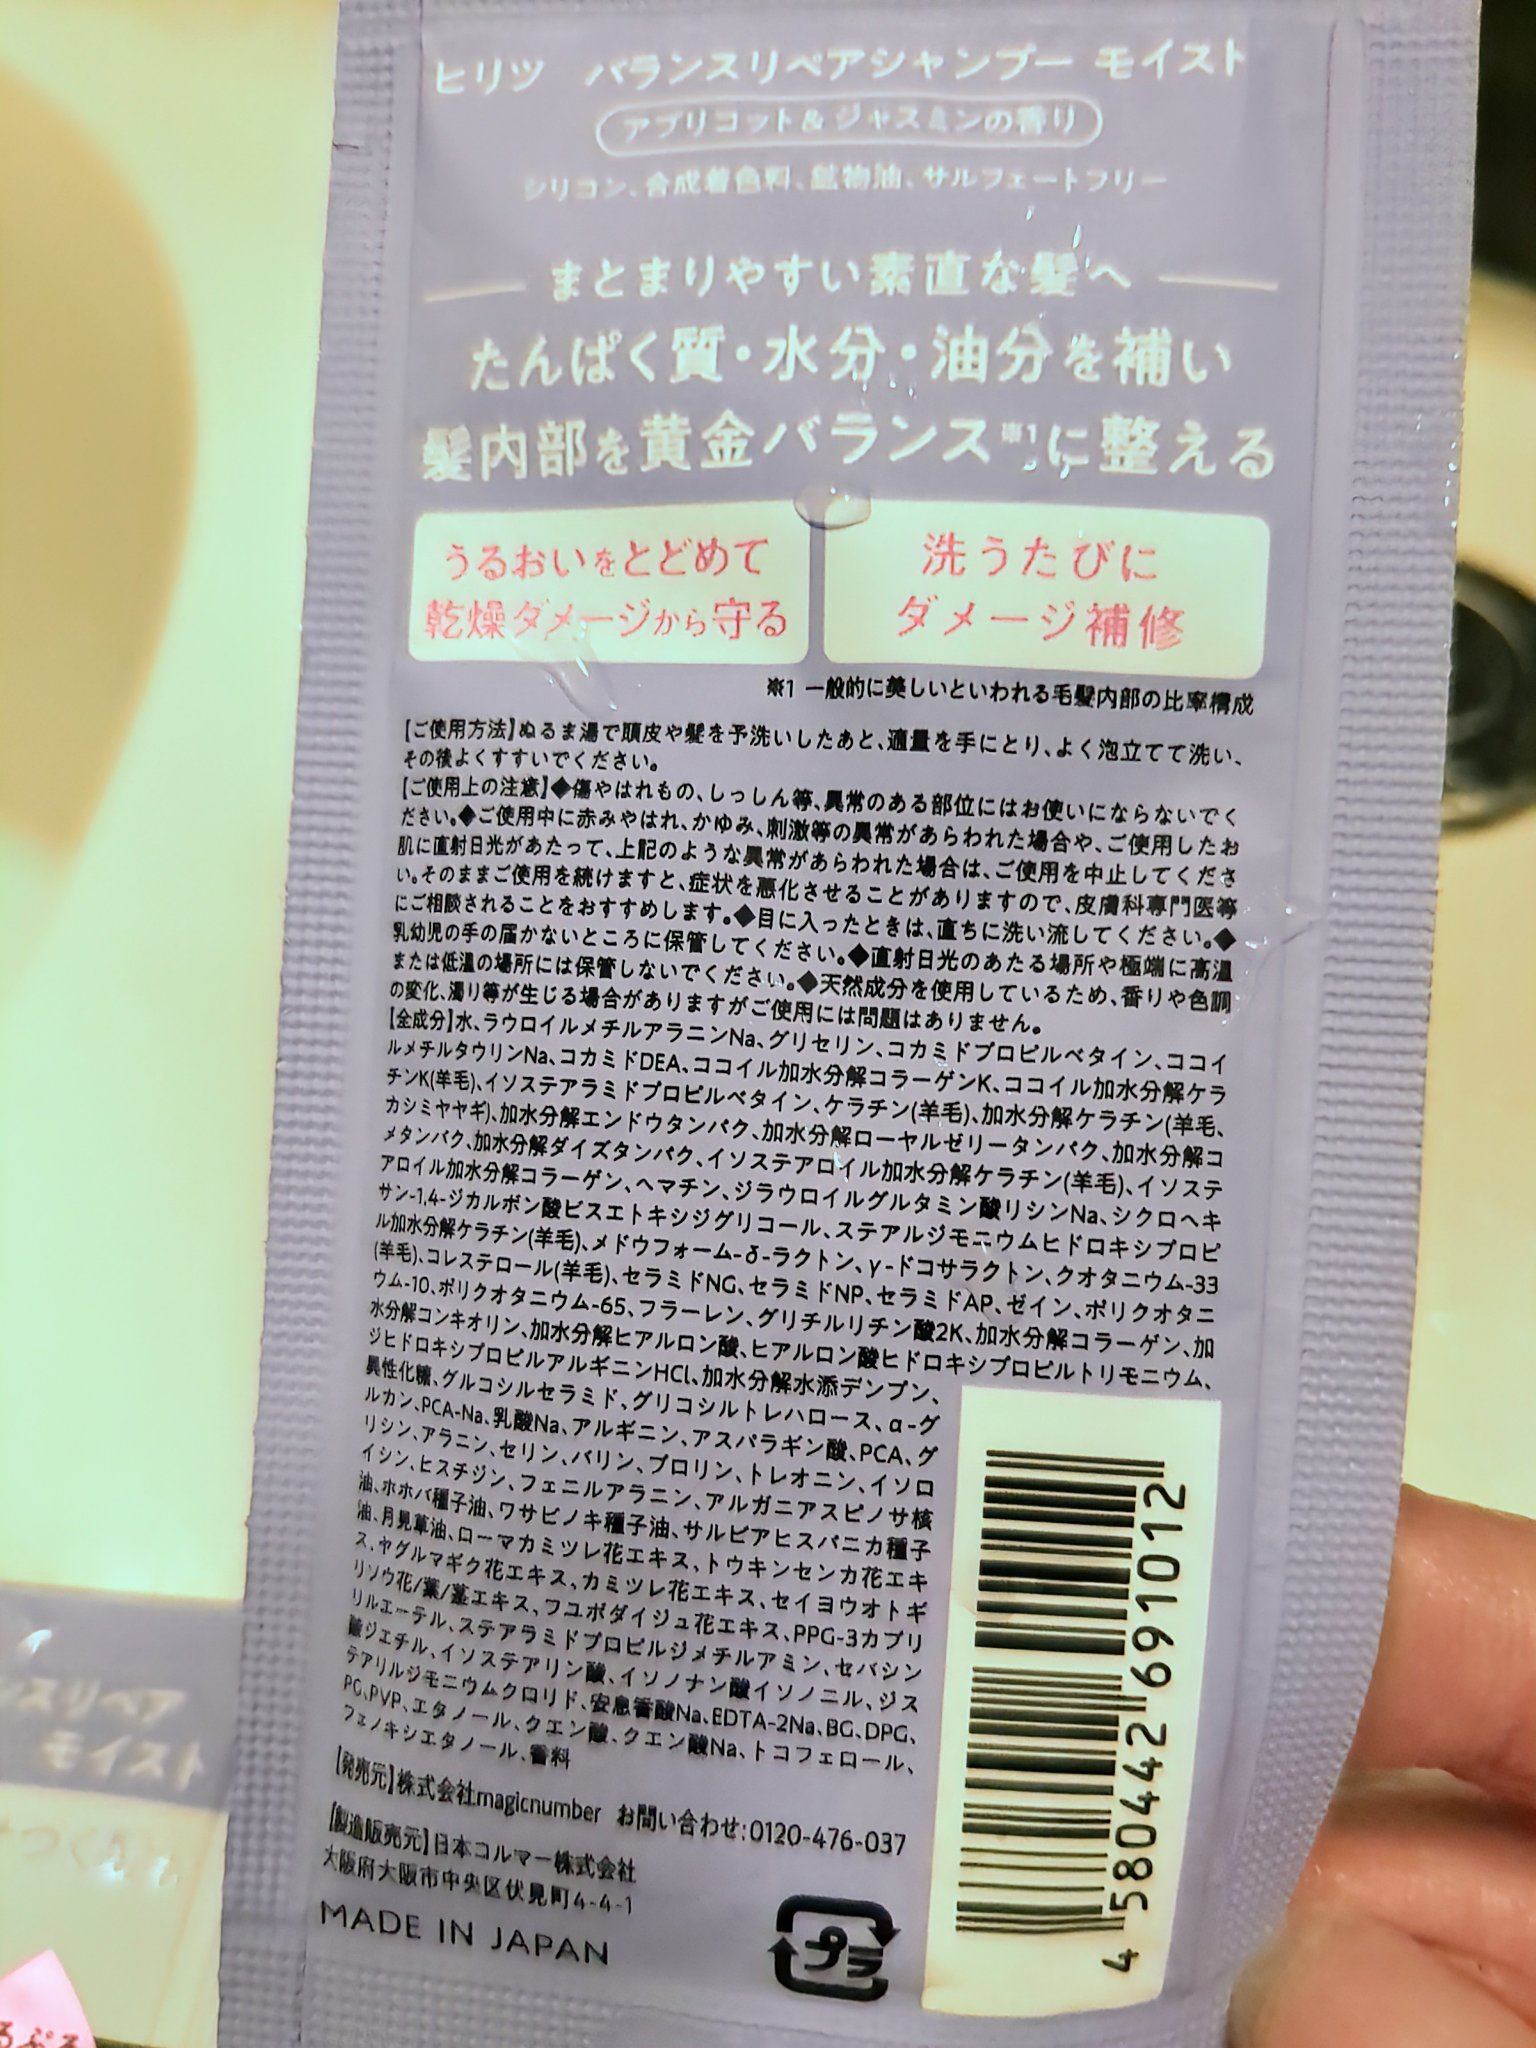 ヒリツ　バランスリペアシャンプー モイスト
アプリコット＆ジャスミンの香り
シリコン、合成着色料、鉱物油、サルフェートフリー
まとまりやすい素直な髪へ
たんぱく質・水分・油分を補い
髪内部を黄金バランス※1に整える
うるおいをとどめて
乾燥ダメージから守る
洗うたびに
ダメージ補修
※1 一般的に美しいといわれる毛髪内部の比率構成
【ご使用方法】ぬるま湯で頭皮や髪を予洗いしたあと、適量を手にとり、よく泡立てて洗い、
その後よくすすいでください。
【ご使用上の注意】◆傷やはれもの、しっしん等、異常のある部位にはお使いにならないでく
ださい。◆ご使用中に赤みやはれ、かゆみ、刺激等の異常があらわれた場合や、ご使用したお
肌に直射日光があたって、上記のような異常があらわれた場合は、ご使用を中止してくださ
い。そのままご使用を続けますと、症状を悪化させることがありますので、皮膚科専門医等
にご相談されることをおすすめします。◆目に入ったときは、直ちに洗い流してください。◆
乳幼児の手の届かないところに保管してください。◆直射日光のあたる場所や極端に高温
または低温の場所には保管しないでください。◆天然成分を使用しているため、香りや色調
の変化、濁り等が生じる場合がありますがご使用には問題はありません。
【全成分】水、ラウロイルメチルアラニンNa、グリセリン、コカミドプロピルベタイン、ココイ
ルメチルタウリンNa、コカミドDEA、ココイル加水分解コラーゲンK、ココイル加水分解ケラ
チンK(羊毛)、イソステアラミドプロピルベタイン、ケラチン(羊毛)、加水分解ケラチン(羊毛、
カシミヤヤギ)、加水分解エンドウタンパク、加水分解ローヤルゼリータンパク、加水分解コ
メタンパク、加水分解ダイズタンパク、イソステアロイル加水分解ケラチン(羊毛)、イソステ
アロイル加水分解コラーゲン、ヘマチン、ジラウロイルグルタミン酸リシンNa、シクロヘキ
サン-1,4-ジカルボン酸ビスエトキシジグリコール、ステアルジモニウムヒドロキシプロピ
ル加水分解ケラチン(羊毛)、メドウフォーム-δ-ラクトン、γ-ドコサラクトン、クオタニウム-33
(羊毛)、コレステロール(羊毛)、セラミドNG、セラミドNP、セラミドAP、ゼイン、ポリクオタニ
ウム-10、ポリクオタニウム-65、フラーレン、グリチルリチン酸2K、加水分解コラーゲン、加
水分解コンキオリン、加水分解ヒアルロン酸、ヒアルロン酸ヒドロキシプロピルトリモニウム、
ジヒドロキシプロピルアルギニンHCl、加水分解水添デンプン、
異性化糖、グルコシルセラミド、グリコシルトレハロース、α-グ
ルカン、PCA-Na、乳酸Na、アルギニン、アスパラギン酸、PCA、グ
リシン、アラニン、セリン、バリン、プロリン、トレオニン、イソロ
イシン、ヒスチジン、フェニルアラニン、アルガニアスピノサ核
油、ホホバ種子油、ワサビノキ種子油、サルビアヒスパニカ種子
油、月見草油、ローマカミツレ花エキス、トウキンセンカ花エキ
ス、ヤグルマギク花エキス、カミツレ花エキス、セイヨウオトギ
リソウ花/葉/茎エキス、フユボダイジュ花エキス、PPG-3カプリ
リルエーテル、ステアラミドプロピルジメチルアミン、セバシン
酸ジエチル、イソステアリン酸、イソノナン酸イソノニル、ジス
テアリルジモニウムクロリド、安息香酸Na、EDTA-2Na、BG、DPG、
PG、PVP、エタノール、クエン酸、クエン酸Na、トコフェロール、
フェノキシエタノール、香料
【発売元】株式会社magicnumber お問い合わせ:0120-476-037
【製造販売元】日本コルマー株式会社
大阪府大阪市中央区伏見町4-4-1
MADE IN JAPAN
プラ
4 580442 691012
ンスリペア
モイスト
るぷる